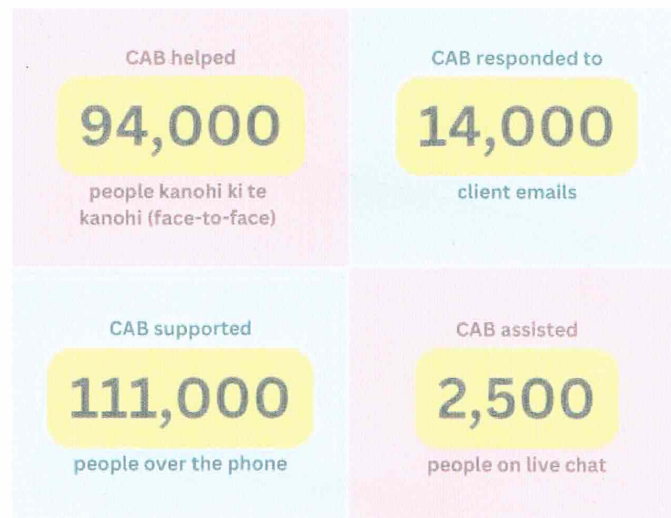 CAB helped
94,000
people kanohi ki te
kanohi (face-to-face)
CAB responded to
14,000
client emails
CAB supported
111,000
people over the phone
CAB assisted
2,500
people on live chat